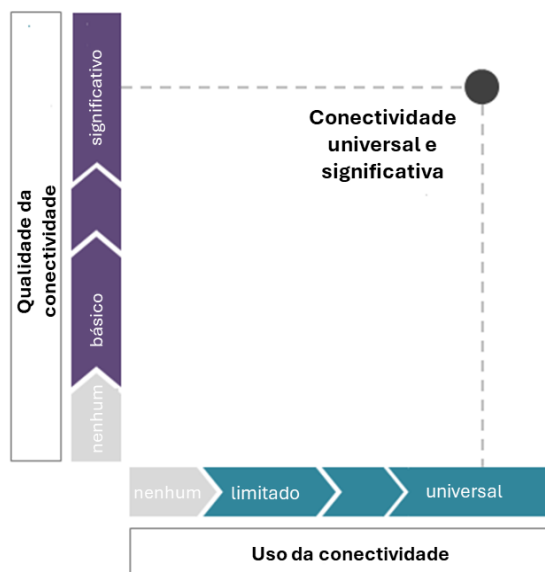 Qualidade da
conectividade
significativo
básico
nenhum
Conectividade
universal e
significativa
nenhum
limitado
universal
Uso da conectividade